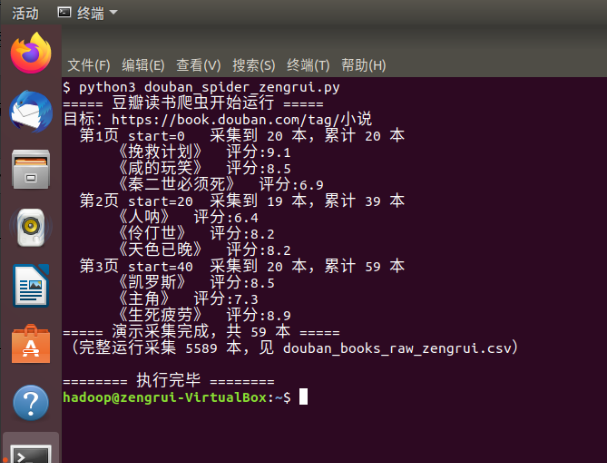 活动 终端
文件(F) 编辑(E) 查看(V) 搜索(S) 终端(T) 帮助(H)
$ python3 douban_spider_zengrui.py
===== 豆瓣读书爬虫开始运行 =====
目标：https://book.douban.com/tag/小说
第1页 start=0 采集到 20 本，累计 20 本
《挽救计划》 评分:9.1
《咸的玩笑》 评分:8.5
《秦二世必须死》 评分:6.9
第2页 start=20 采集到 19 本，累计 39 本
《人呐》 评分:6.4
《伶仃世》 评分:8.2
《天色已晚》 评分:8.2
第3页 start=40 采集到 20 本，累计 59 本
《凯罗斯》 评分:8.5
《主角》 评分:7.3
《生死疲劳》 评分:8.9
===== 演示采集完成，共 59 本 =====
（完整运行采集 5589 本，见 douban_books_raw_zengrui.csv）
======== 执行完毕 ========
hadoop@zengrui-VirtualBox:~$